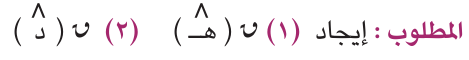 المطلوب : إيجاد (١) ن ( هـ^ ) (٢) ن ( د^ )